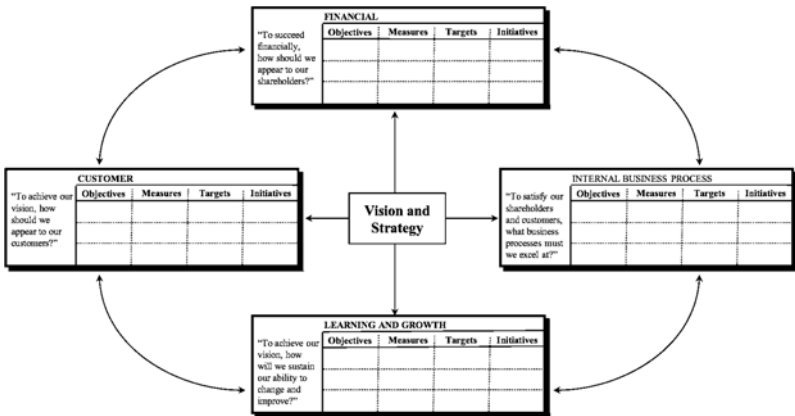 FINANCIAL
"To succeed
financially,
how should we
appear to our
shareholders?"
Objectives Measures Targets Initiatives
CUSTOMER
"To achieve our
vision, how
should we
appear to our
customers?"
Objectives Measures Targets Initiatives
Vision and
Strategy
INTERNAL BUSINESS PROCESS
"To satisfy our
shareholders
and customers,
what business
processes must
we excel at?"
Objectives Measures Targets Initiatives
LEARNING AND GROWTH
"To achieve our
vision, how
will we sustain
our ability to
change and
improve?"
Objectives Measures Targets Initiatives